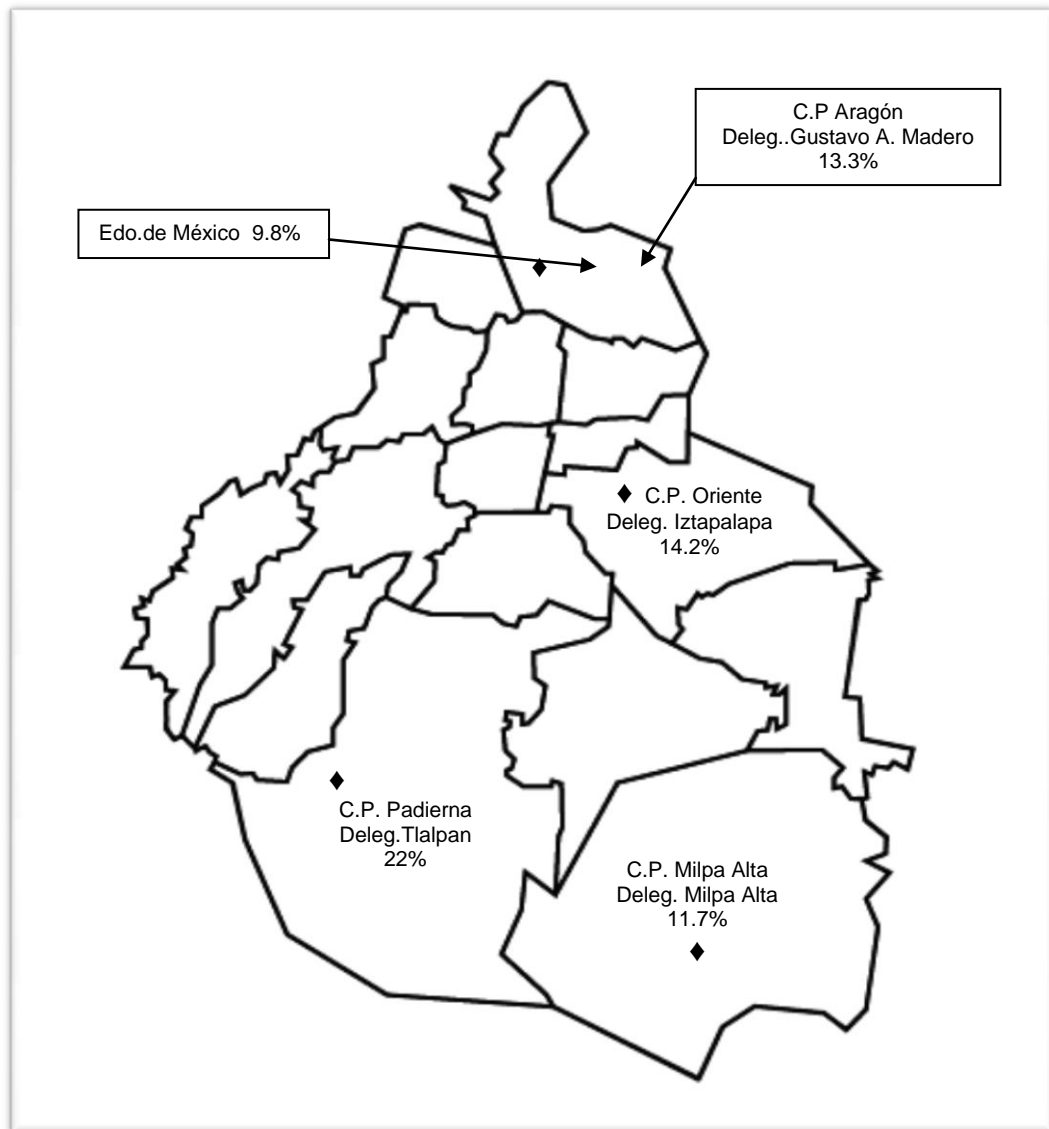 C.P Aragón
Deleg..Gustavo A. Madero
13.3%
Edo.de México 9.8%
C.P. Oriente
Deleg. Iztapalapa
14.2%
C.P. Padierna
Deleg.Tlalpan
22%
C.P. Milpa Alta
Deleg. Milpa Alta
11.7%